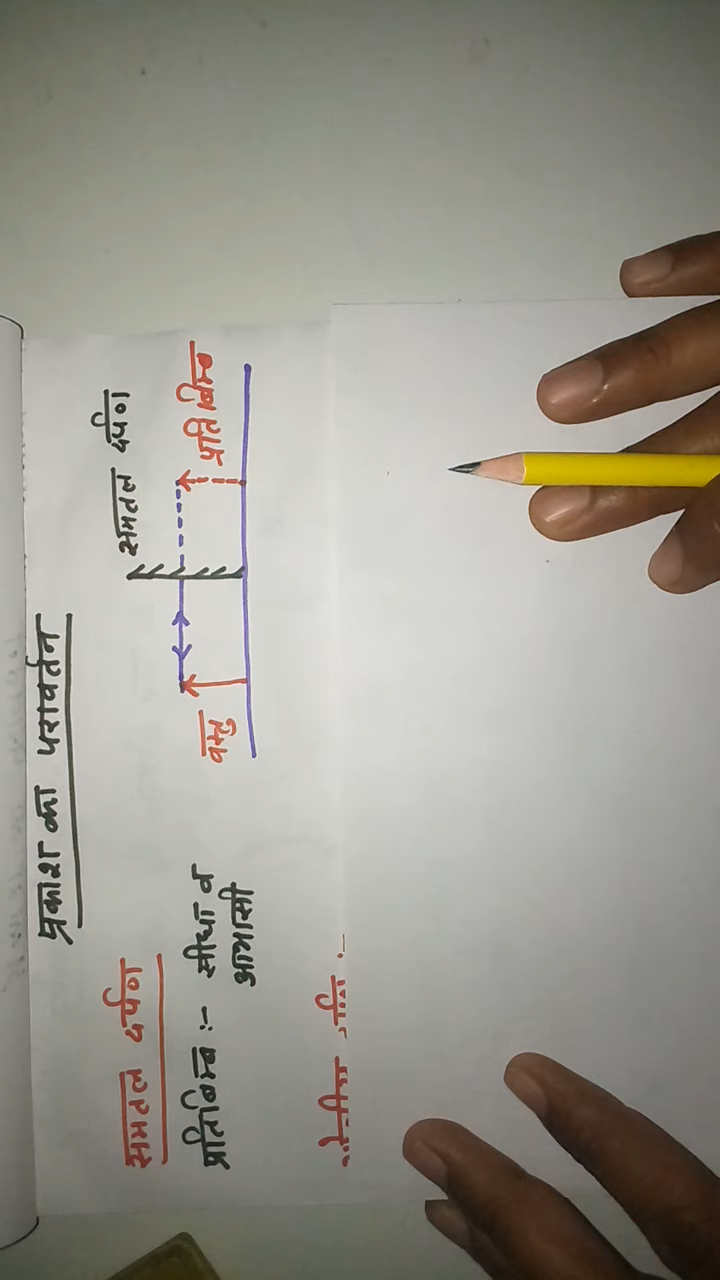 प्रकाश का परावर्तन
समतल दर्पण
प्रतिबिम्ब :- सीधा व
आभासी
समतल दर्पण
वस्तु
प्रतिबिम्ब